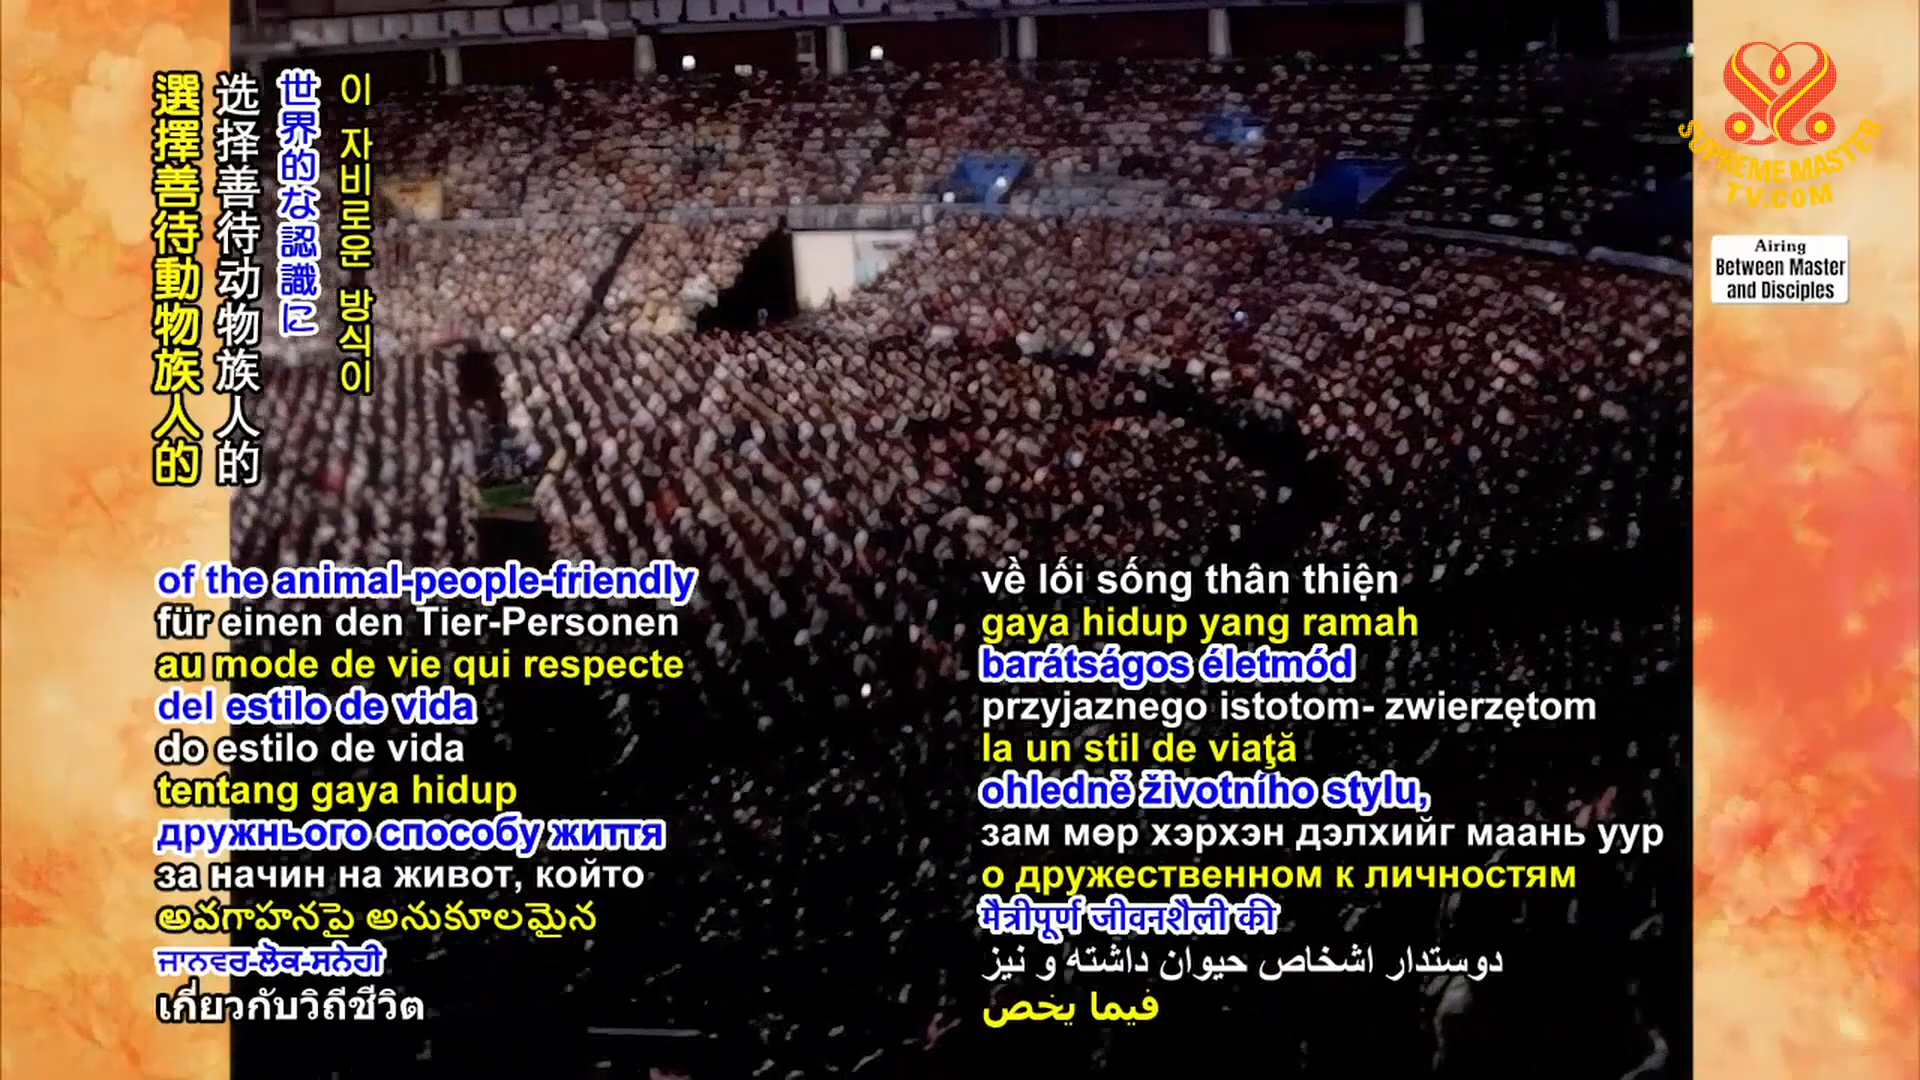 選擇善待動物族人的
选择善待动物族人的
世界的な認識に
이 자비로운 방식이
SUPREME MASTER
TV.COM
Airing
Between Master
and Disciples
of the animal-people-friendly
für einen den Tier-Personen
au mode de vie qui respecte
del estilo de vida
do estilo de vida
tentang gaya hidup
дружнього способу життя
за начин на живот, който
అవగాహనపై అనుకూలమైన
ਜਾਨਵਰ-ਲੋਕ-ਸਨੇਹੀ
เกี่ยวกับวิถีชีวิต
về lối sống thân thiện
gaya hidup yang ramah
barátságos életmód
przyjaznego istotom- zwierzętom
la un stil de viaţă
ohledně životního stylu,
зам мөр хэрхэн дэлхийг маань уур
о дружественном к личностям
मैत्रीपूर्ण जीवनशैली की
دوستدار اشخاص حیوان داشته و نیز
فيما يخص